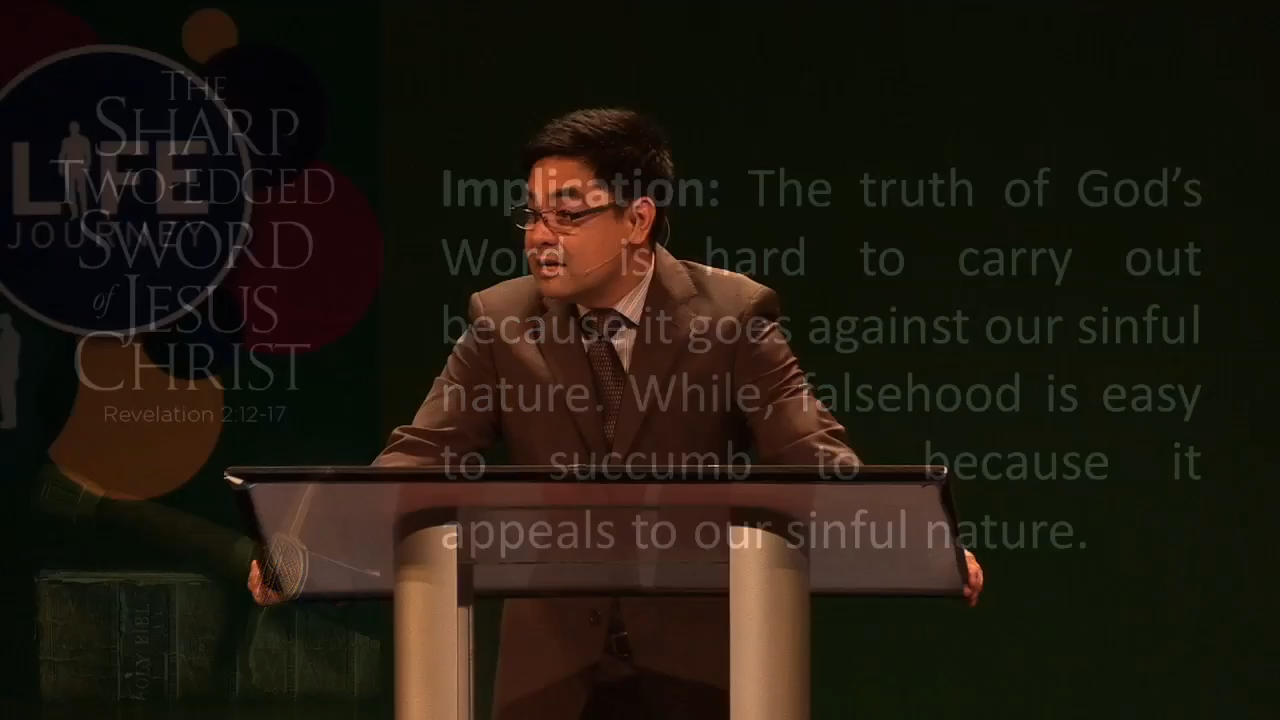 THE
SHARP
TWOEDGED
SWORD
of JESUS
CHRIST
Revelation 2:12-17
LIFE
JOURNEY
HOLY BIBLE
Implication: The truth of God's
Word is hard to carry out
because it goes against our sinful
nature. While, falsehood is easy
to succumb to because it
appeals to our sinful nature.